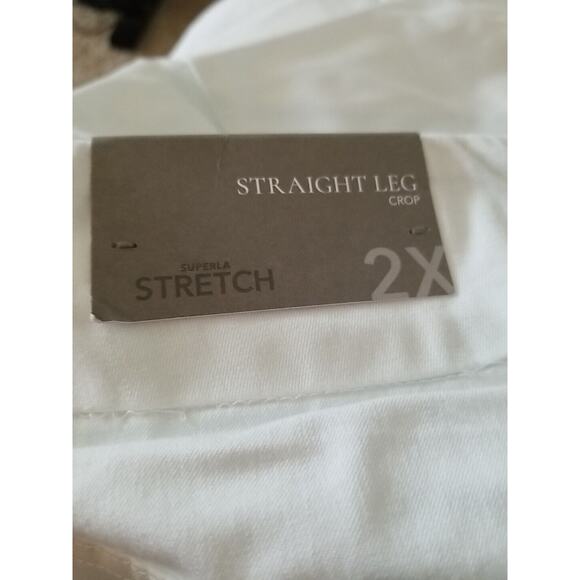 STRAIGHT LEG
CROP
SUPERLA
STRETCH
2X